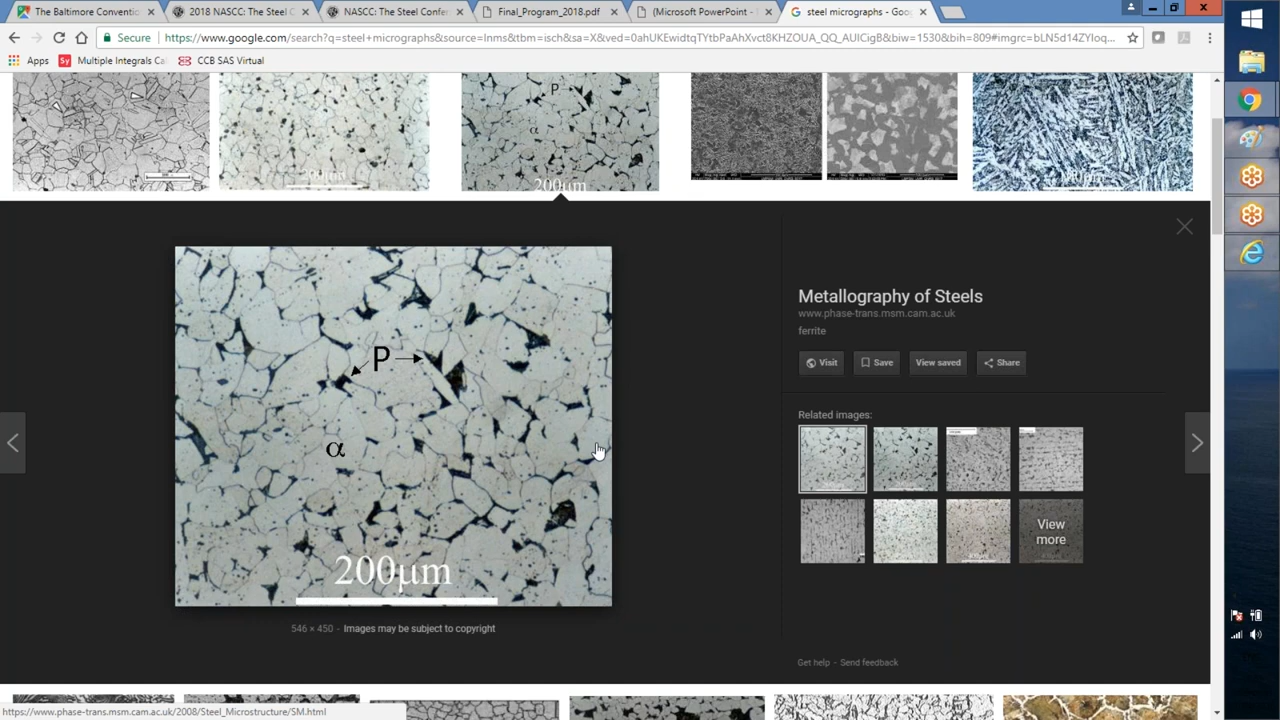 The Baltimore Conventic
2018 NASCC: The Steel C
NASCC: The Steel Confer
Final_Program_2018.pdf
(Microsoft PowerPoint -
steel micrographs - Goo
Secure
https://www.google.com/search?q=steel+micrographs&source=lnms&tbm=isch&sa=X&ved=0ahUKEwidtqTYtbPaAhXvct8KHZOUA_QQ_AUICigB&biw=1530&bih=809#imgrc=bLN5d14ZYloq...
Apps
Sy Multiple Integrals Ca
CCB SAS Virtual
P
α
200μm
200μm
P
α
200μm
546 × 450 - Images may be subject to copyright
Metallography of Steels
www.phase-trans.msm.cam.ac.uk
ferrite
Visit
Save
View saved
Share
Related images:
View
more
Get help - Send feedback
https://www.phase-trans.msm.cam.ac.uk/2008/Steel_Microstructure/SM.html